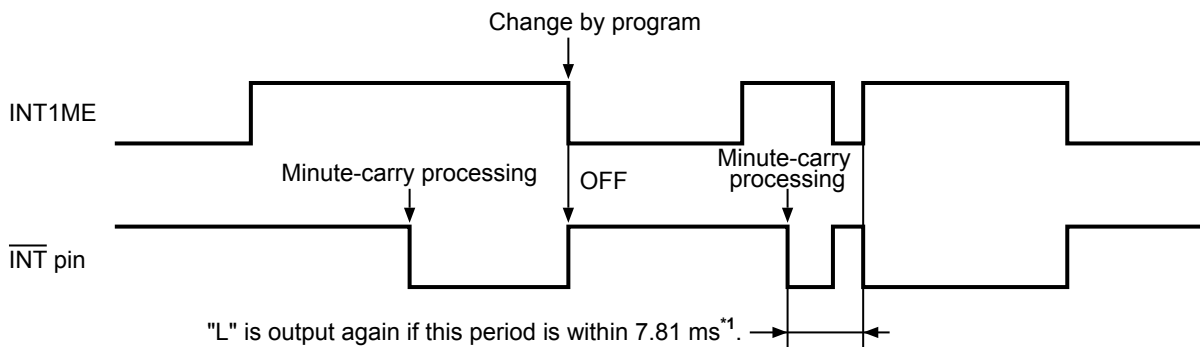 Change by program
INT1ME
Minute-carry processing
OFF
Minute-carry
processing
INT pin
"L" is output again if this period is within 7.81 ms*1.